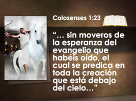 Colosenses 1:23
"... sin moveros de
la esperanza del
evangelio que
habéis oído, el
cual se predica en
toda la creación
que está debajo
del cielo..."